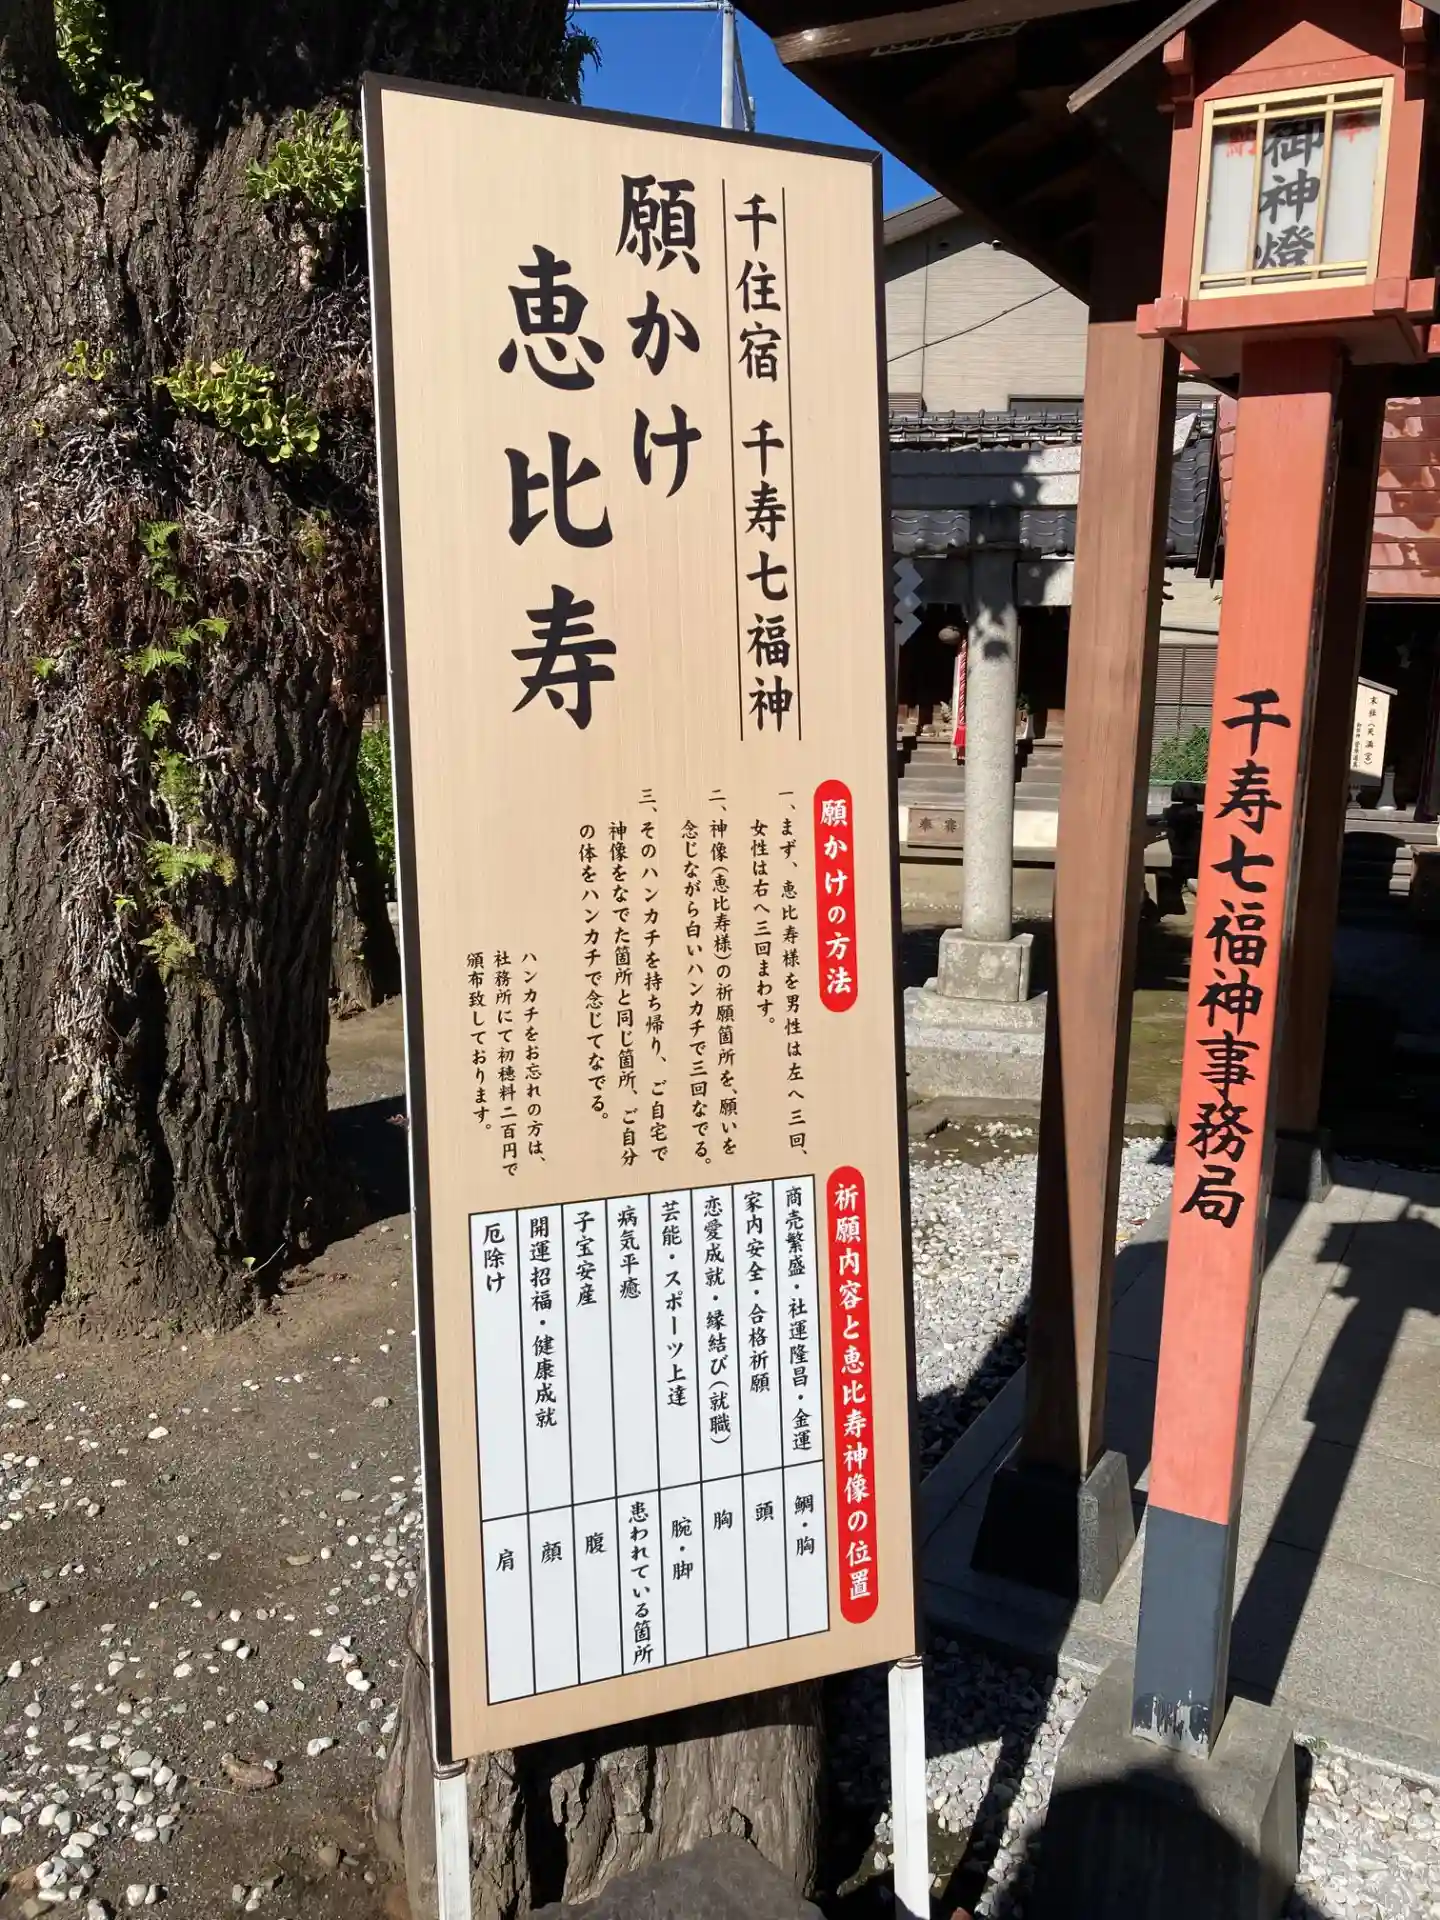 千住宿 千寿七福神
願かけ
恵比寿
願かけの方法
一、まず、恵比寿様を男性は左へ三回、
女性は右へ三回まわす。
二、神像(恵比寿様)の祈願箇所を、願いを
念じながら白いハンカチで三回なでる。
三、そのハンカチを持ち帰り、ご自宅で
神像をなでた箇所と同じ箇所、ご自分
の体をハンカチで念じてなでる。
ハンカチをお忘れの方は、
社務所にて初穂料二百円で
頒布致しております。
祈願内容と恵比寿神像の位置
商売繁盛・社運隆昌・金運 鯛・胸
家内安全・合格祈願 頭
恋愛成就・縁結び(就職) 胸
芸能・スポーツ上達 腕・脚
病気平癒 患われている箇所
子宝安産 腹
開運招福・健康成就 顔
厄除け 肩
奉納
御神燈
千寿七福神事務局
末社(天満宮)